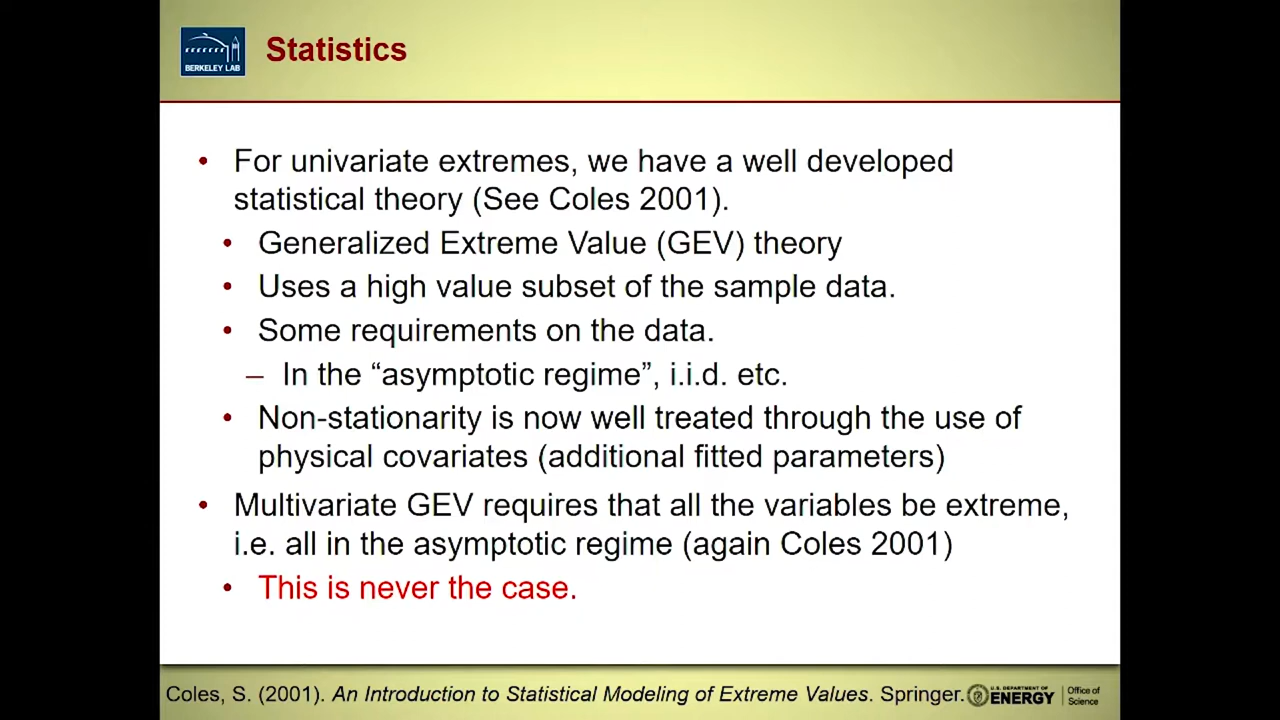 BERKELEY LAB
Statistics
• For univariate extremes, we have a well developed
statistical theory (See Coles 2001).
• Generalized Extreme Value (GEV) theory
• Uses a high value subset of the sample data.
• Some requirements on the data.
– In the “asymptotic regime”, i.i.d. etc.
• Non-stationarity is now well treated through the use of
physical covariates (additional fitted parameters)
• Multivariate GEV requires that all the variables be extreme,
i.e. all in the asymptotic regime (again Coles 2001)
• This is never the case.
Coles, S. (2001). An Introduction to Statistical Modeling of Extreme Values. Springer.
U.S. DEPARTMENT OF
ENERGY
Office of
Science